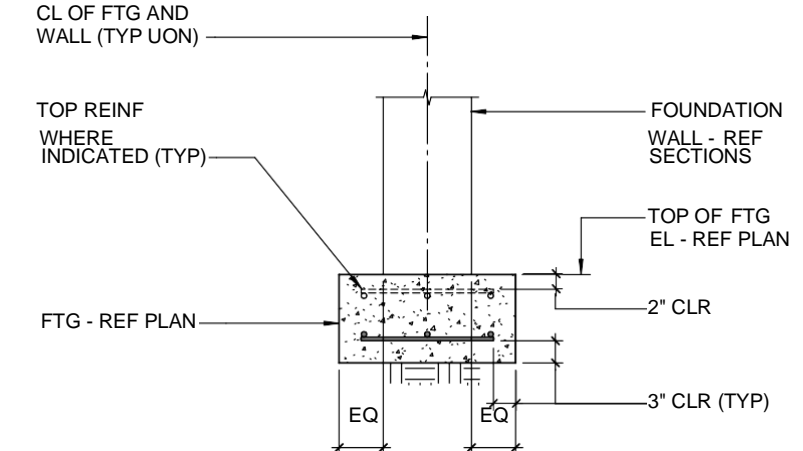 CL OF FTG AND
WALL (TYP UON)
TOP REINF
WHERE
INDICATED (TYP)
FTG - REF PLAN
FOUNDATION
WALL - REF
SECTIONS
TOP OF FTG
EL - REF PLAN
2" CLR
3" CLR (TYP)
EQ
EQ